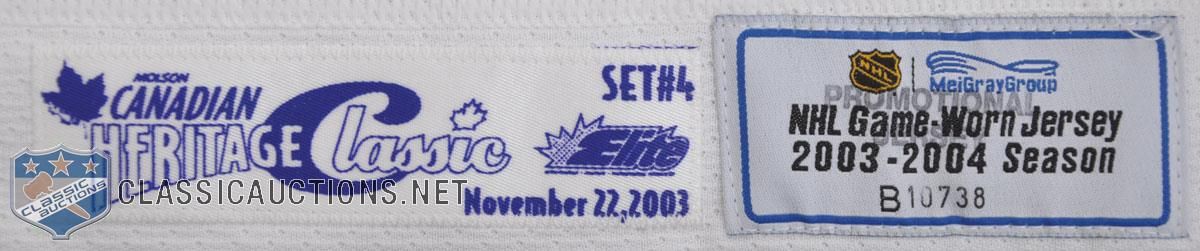 MOLSON
CANADIAN
HERITAGE Classic
SET#4
Elite
November 22, 2003
CLASSIC AUCTIONS
CLASSICAUCTIONS.NET
NHL
MeiGrayGroup
PROMOTIONAL
NHL Game-Worn Jersey
2003-2004 Season
B10738